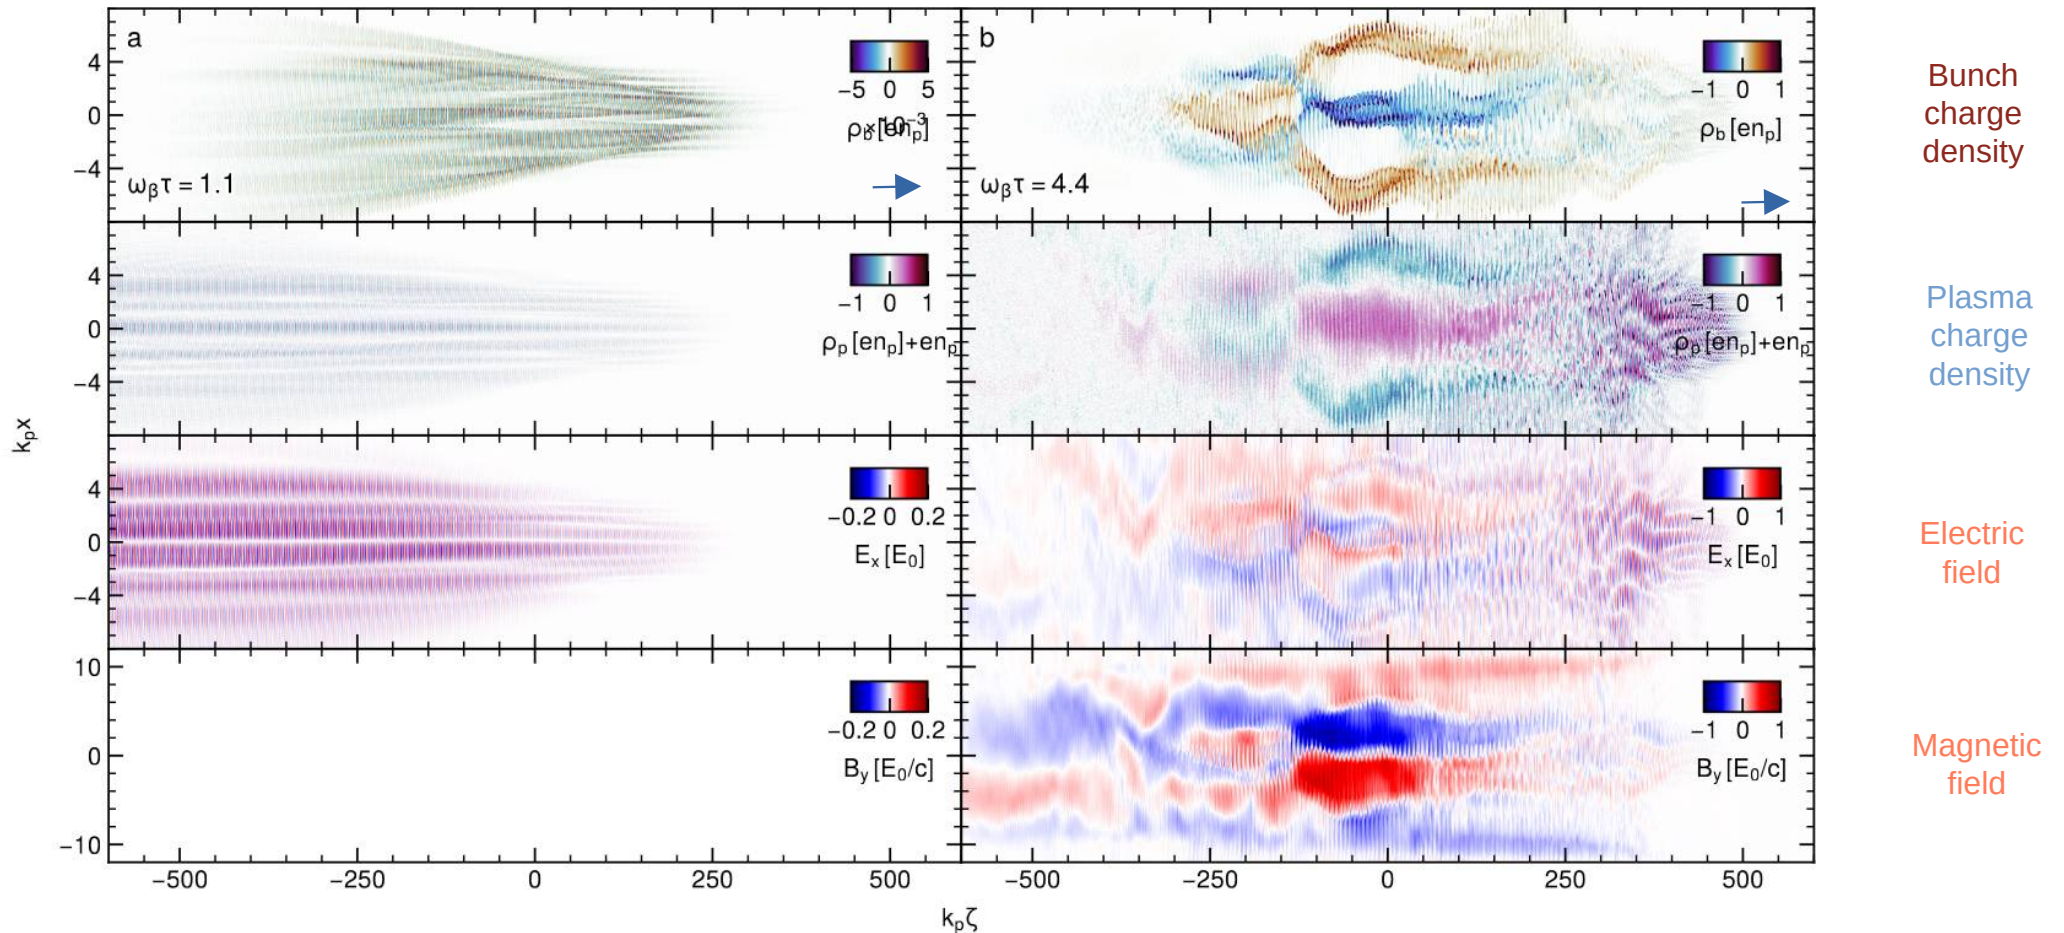 a
−5 0 5
×10⁻³
ρb [enp]
ωβτ = 1.1
b
−1 0 1
ρb [enp]
ωβτ = 4.4
Bunch
charge
density
4
0
−4
−1 0 1
ρp [enp]+enp
−1 0 1
ρp [enp]+enp
Plasma
charge
density
4
0
−4
kpx
−0.2 0 0.2
Ex [E0]
−1 0 1
Ex [E0]
Electric
field
4
0
−4
−0.2 0 0.2
By [E0/c]
−1 0 1
By [E0/c]
Magnetic
field
10
0
−10
−500 −250 0 250 500
−500 −250 0 250 500
kpζ